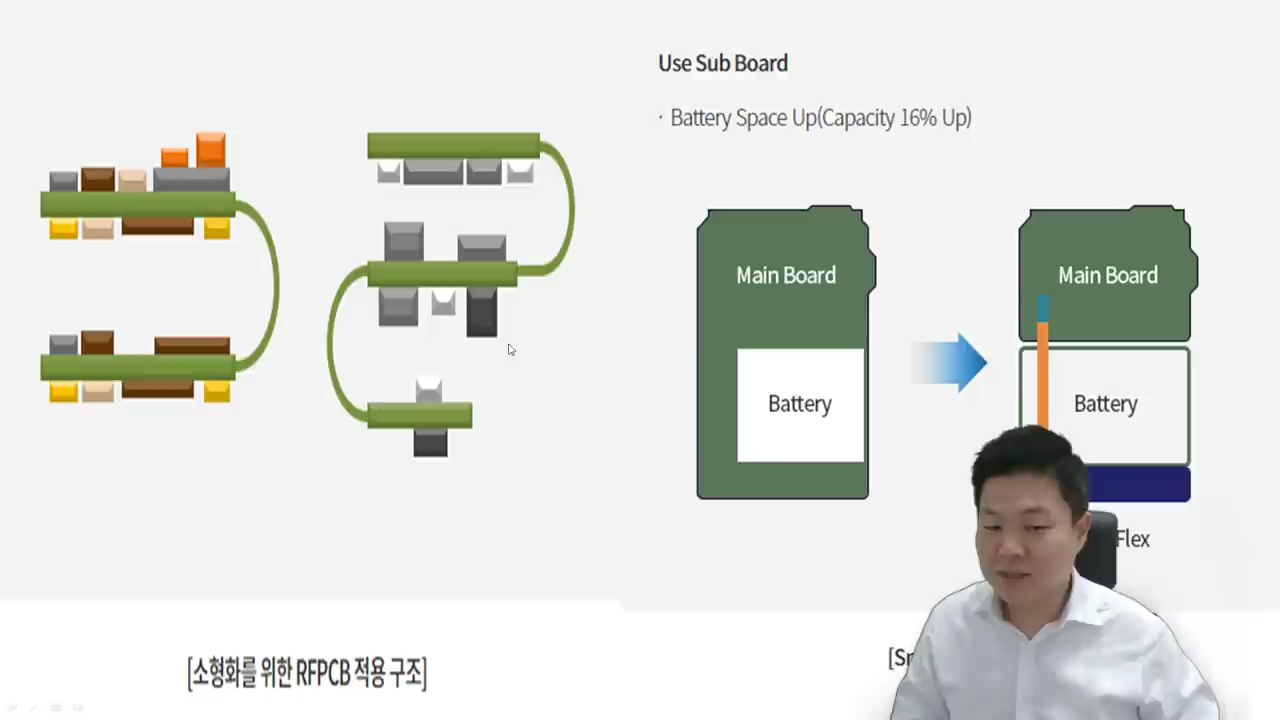 Use Sub Board
· Battery Space Up(Capacity 16% Up)
Main Board
Battery
Main Board
Battery
Flex
[소형화를 위한 RFPCB 적용 구조]